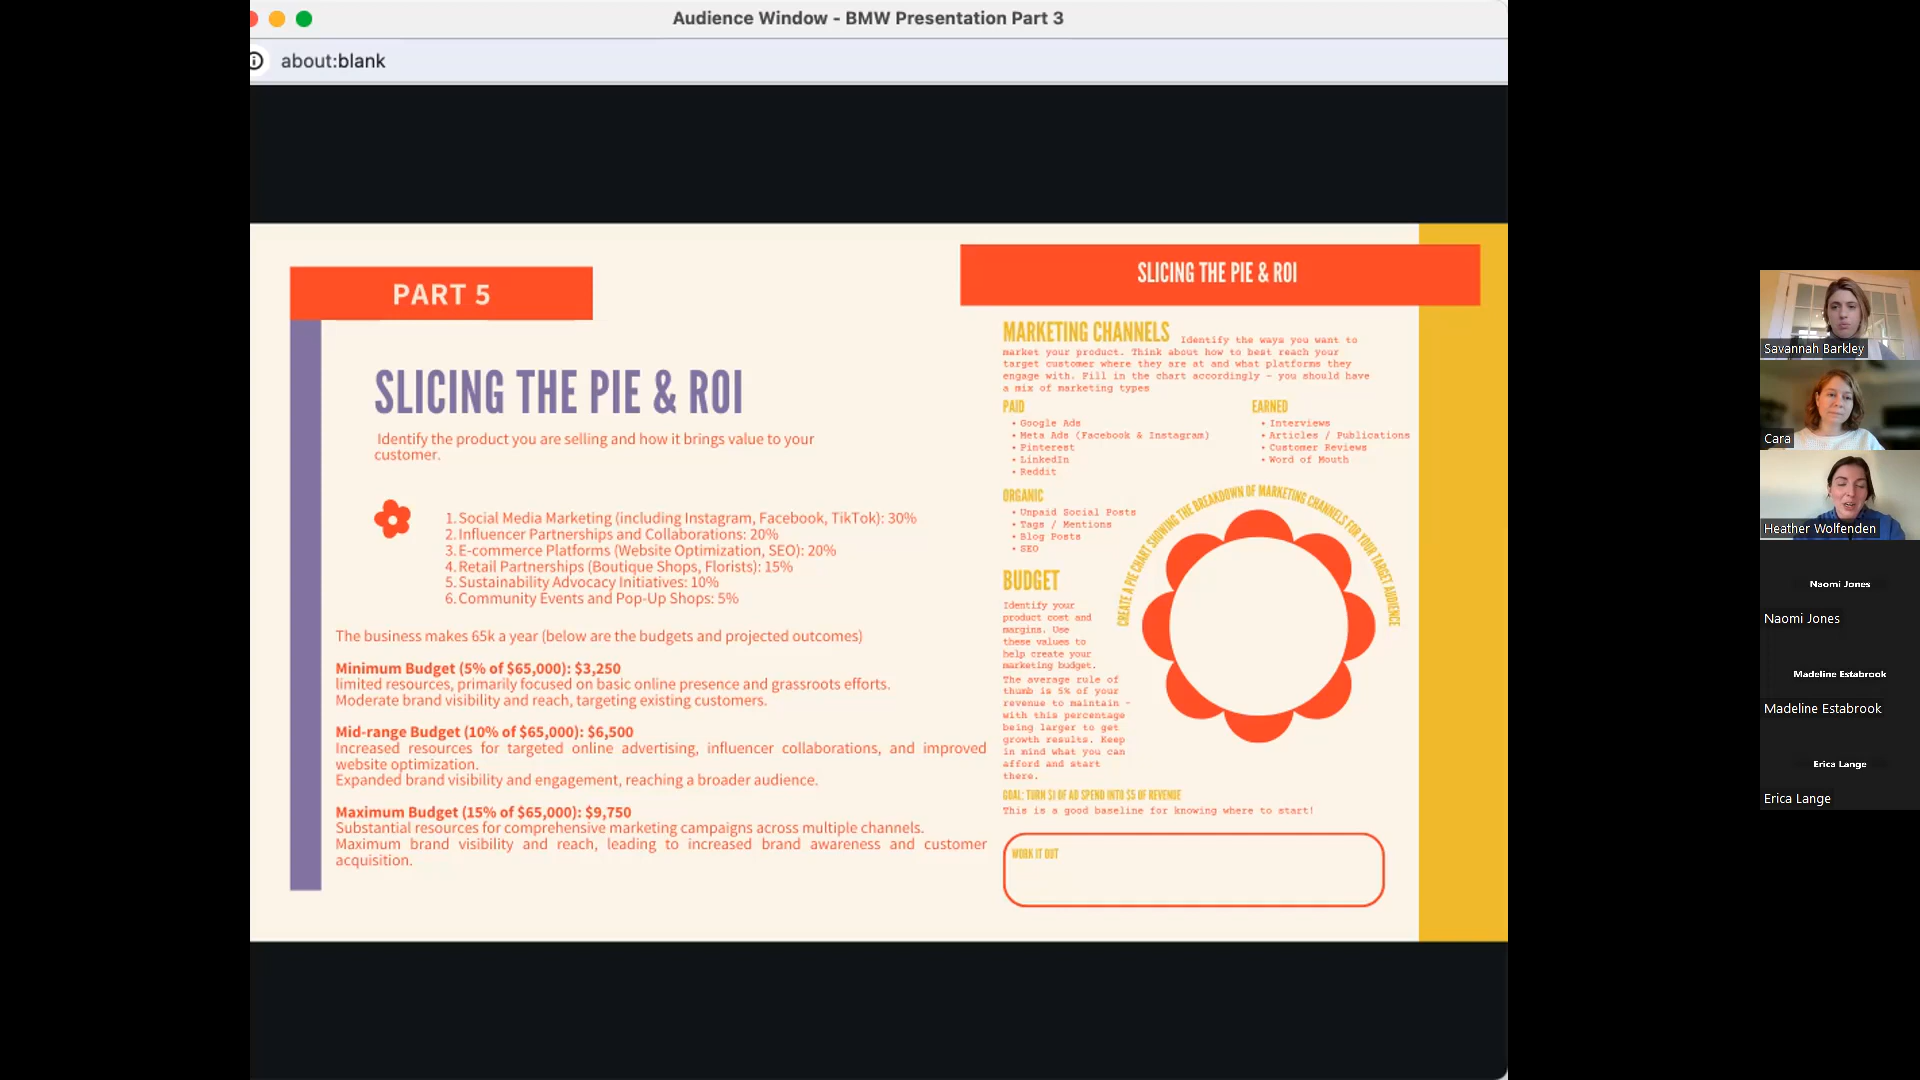 Audience Window - BMW Presentation Part 3
about:blank
PART 5
SLICING THE PIE & ROI
Identify the product you are selling and how it brings value to your
customer.
1. Social Media Marketing (including Instagram, Facebook, TikTok): 30%
2. Influencer Partnerships and Collaborations: 20%
3. E-commerce Platforms (Website Optimization, SEO): 20%
4. Retail Partnerships (Boutique Shops, Florists): 15%
5. Sustainability Advocacy Initiatives: 10%
6. Community Events and Pop-Up Shops: 5%
The business makes 65k a year (below are the budgets and projected outcomes)
Minimum Budget (5% of $65,000): $3,250
limited resources, primarily focused on basic online presence and grassroots efforts.
Moderate brand visibility and reach, targeting existing customers.
Mid-range Budget (10% of $65,000): $6,500
Increased resources for targeted online advertising, influencer collaborations, and improved
website optimization.
Expanded brand visibility and engagement, reaching a broader audience.
Maximum Budget (15% of $65,000): $9,750
Substantial resources for comprehensive marketing campaigns across multiple channels.
Maximum brand visibility and reach, leading to increased brand awareness and customer
acquisition.
SLICING THE PIE & ROI
MARKETING CHANNELS Identify the ways you want to
market your product. Think about how to best reach your
target customer where they are at and what platforms they
engage with. Fill in the chart accordingly - you should have
a mix of marketing types
PAID
• Google Ads
• Meta Ads (Facebook & Instagram)
• Pinterest
• LinkedIn
• Reddit
EARNED
• Interviews
• Articles / Publications
• Customer Reviews
• Word of Mouth
ORGANIC
• Unpaid Social Posts
• Tags / Mentions
• Blog Posts
• SEO
CREATE A PIE CHART SHOWING THE BREAKDOWN OF MARKETING CHANNELS FOR YOUR TARGET AUDIENCE
BUDGET
Identify your
product cost and
margins. Use
these values to
help create your
marketing budget.
The average rule of
thumb is 5% of your
revenue to maintain -
with this percentage
being larger to get
growth results. Keep
in mind what you can
afford and start
there.
GOAL: TURN $1 OF AD SPEND INTO $5 OF REVENUE
This is a good baseline for knowing where to start!
WORK IT OUT
Savannah Barkley
Cara
Heather Wolfenden
Naomi Jones
Naomi Jones
Madeline Estabrook
Madeline Estabrook
Erica Lange
Erica Lange